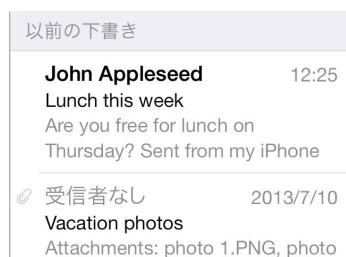 以前の下書き
John Appleseed 12:25
Lunch this week
Are you free for lunch on
Thursday? Sent from my iPhone
受信者なし 2013/7/10
Vacation photos
Attachments: photo 1.PNG, photo